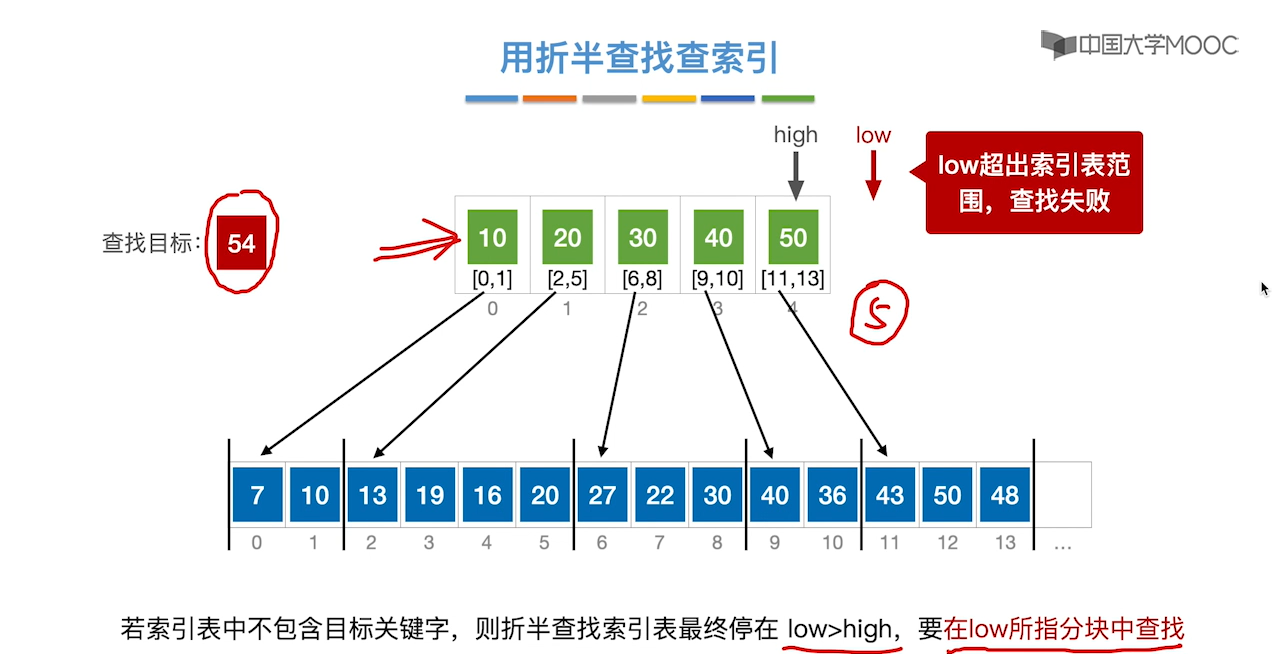 用折半查找查索引
中国大学MOOC
high low
low超出索引表范
围，查找失败
查找目标： 54
10 20 30 40 50
[0,1] [2,5] [6,8] [9,10] [11,13]
0 1 2 3 4
5
7 10 13 19 16 20 27 22 30 40 36 43 50 48
0 1 2 3 4 5 6 7 8 9 10 11 12 13 …
若索引表中不包含目标关键字，则折半查找索引表最终停在 low>high，要在low所指分块中查找